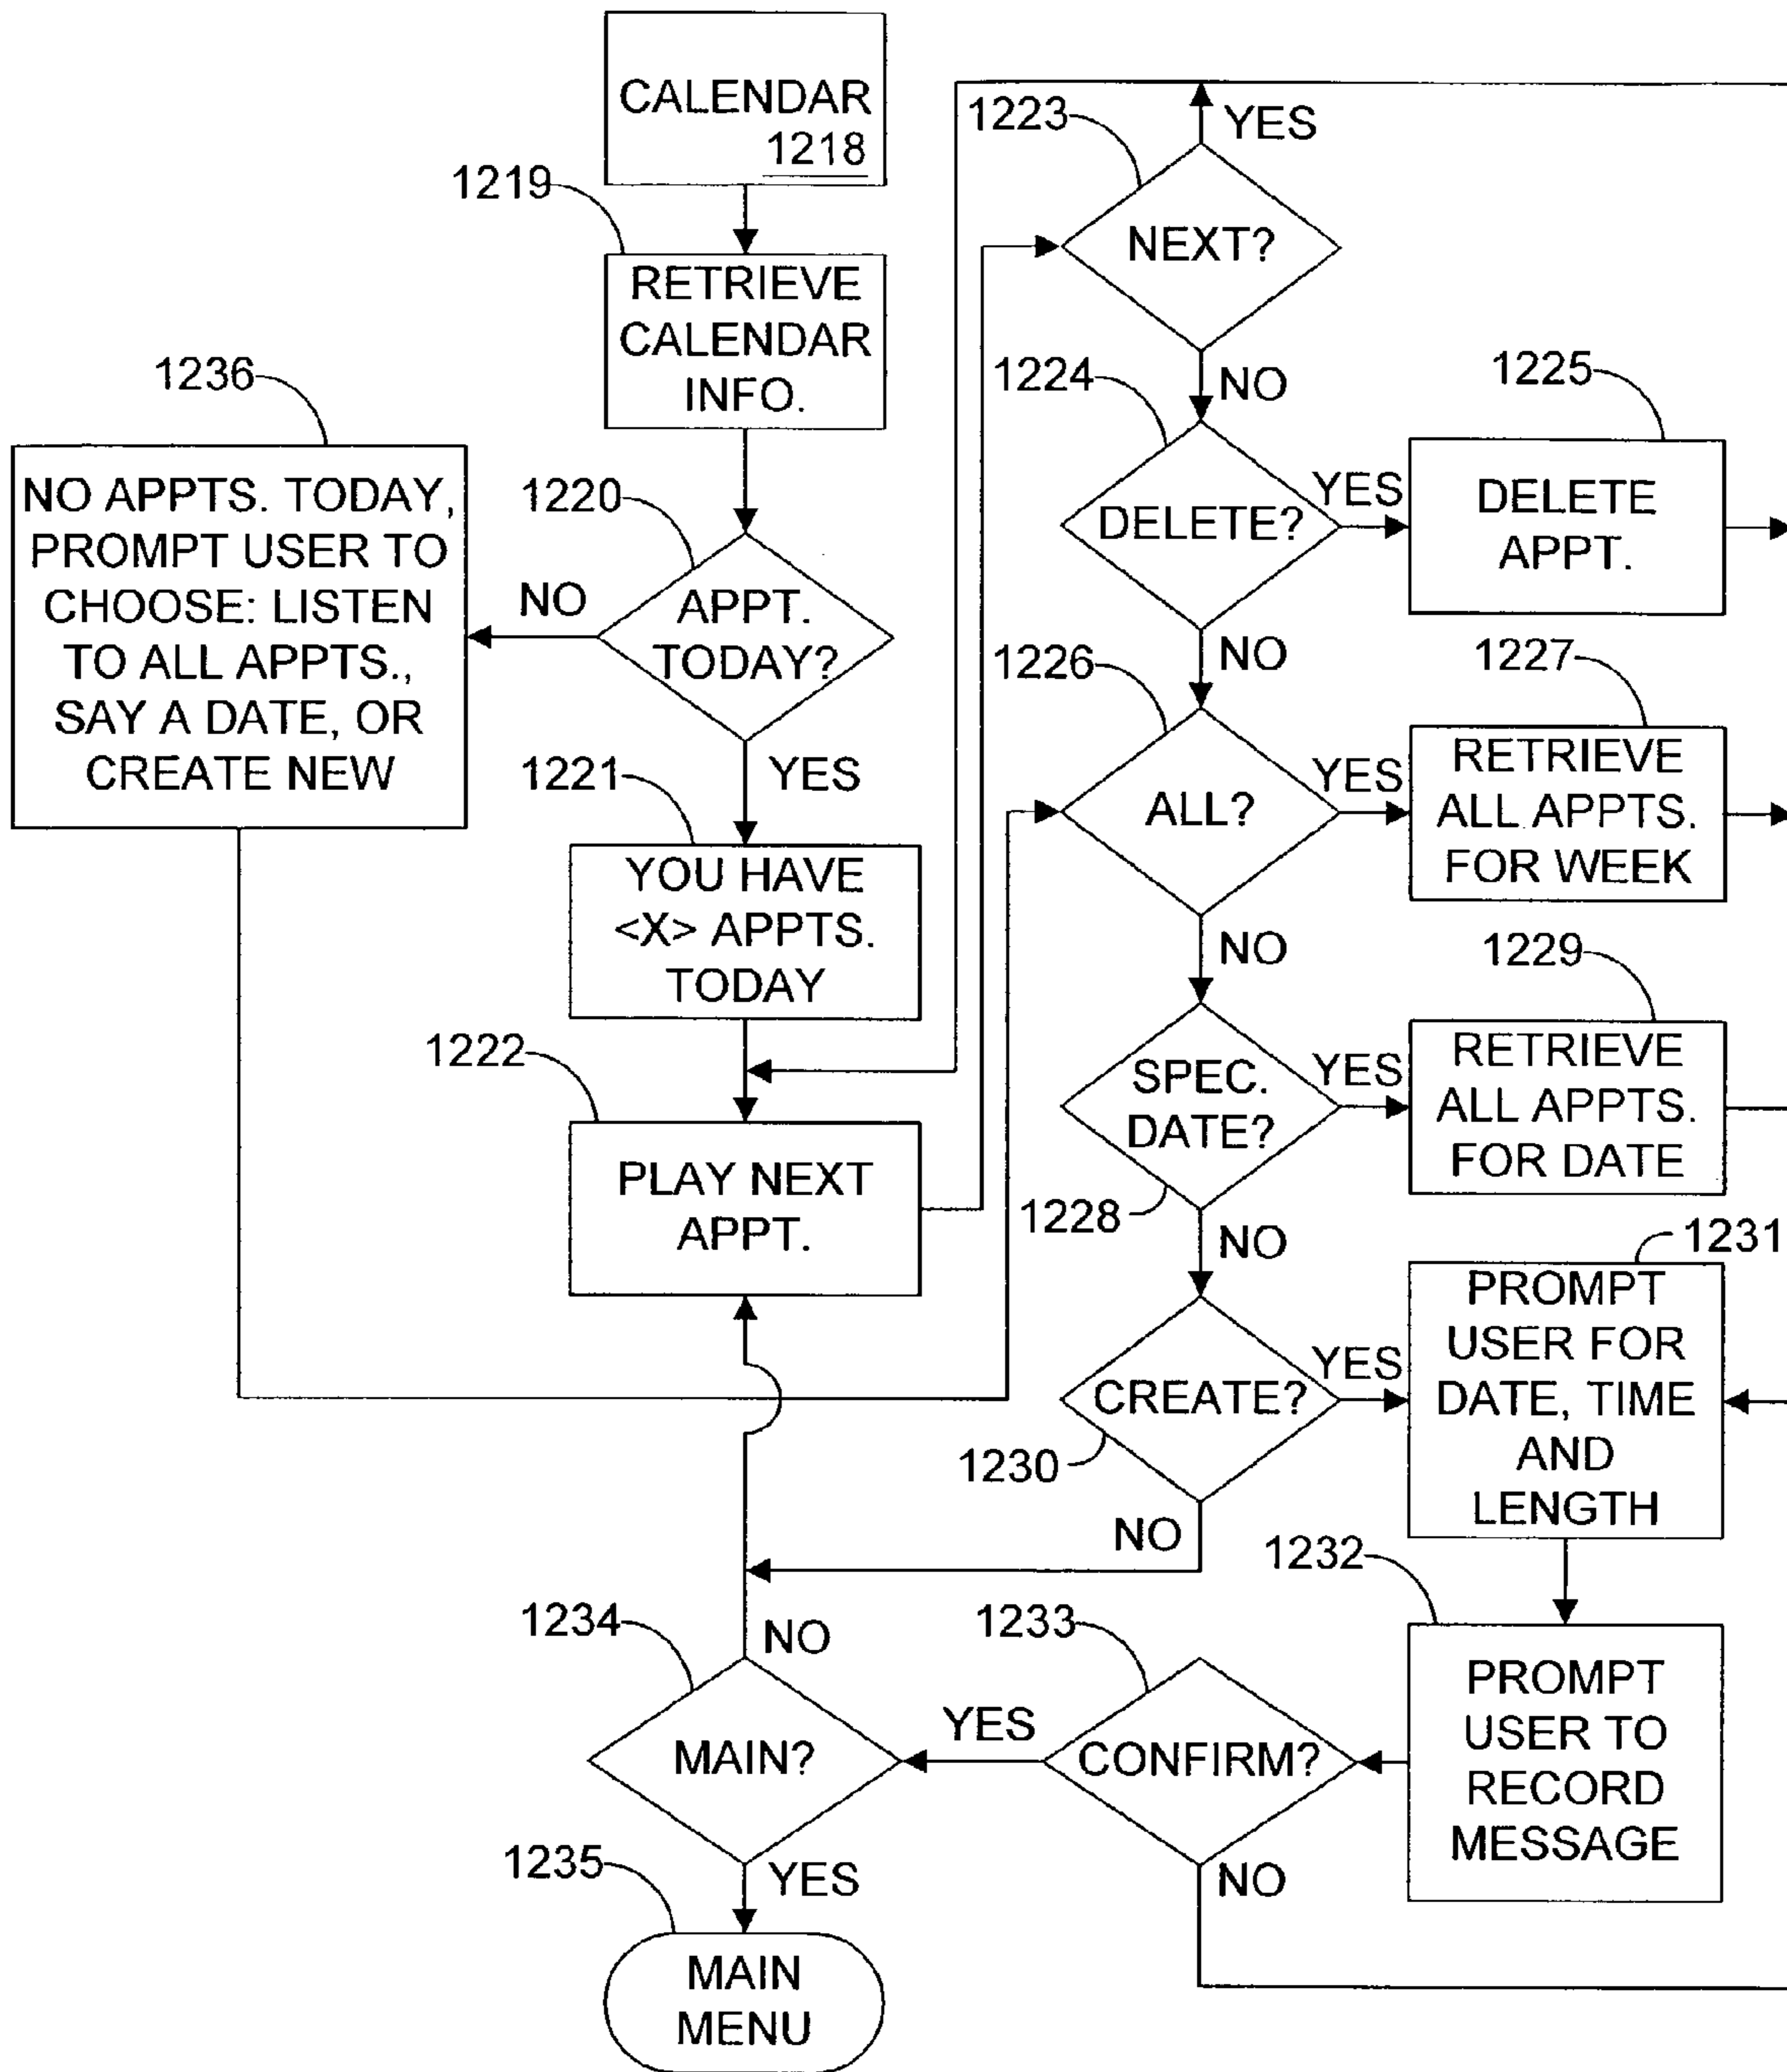 CALENDAR
1218
1219
RETRIEVE
CALENDAR
INFO.
1236
NO APPTS. TODAY,
PROMPT USER TO
CHOOSE: LISTEN
TO ALL APPTS.,
SAY A DATE, OR
CREATE NEW
1220
NO
APPT.
TODAY?
YES
1221
YOU HAVE
<X> APPTS.
TODAY
1222
PLAY NEXT
APPT.
1223
YES
NEXT?
NO
1224
DELETE?
YES
1225
DELETE
APPT.
NO
1226
ALL?
YES
1227
RETRIEVE
ALL APPTS.
FOR WEEK
NO
SPEC.
DATE?
1228
YES
1229
RETRIEVE
ALL APPTS.
FOR DATE
NO
CREATE?
1230
YES
1231
PROMPT
USER FOR
DATE, TIME
AND
LENGTH
NO
1232
PROMPT
USER TO
RECORD
MESSAGE
1233
CONFIRM?
YES
NO
1234
NO
MAIN?
YES
1235
MAIN
MENU